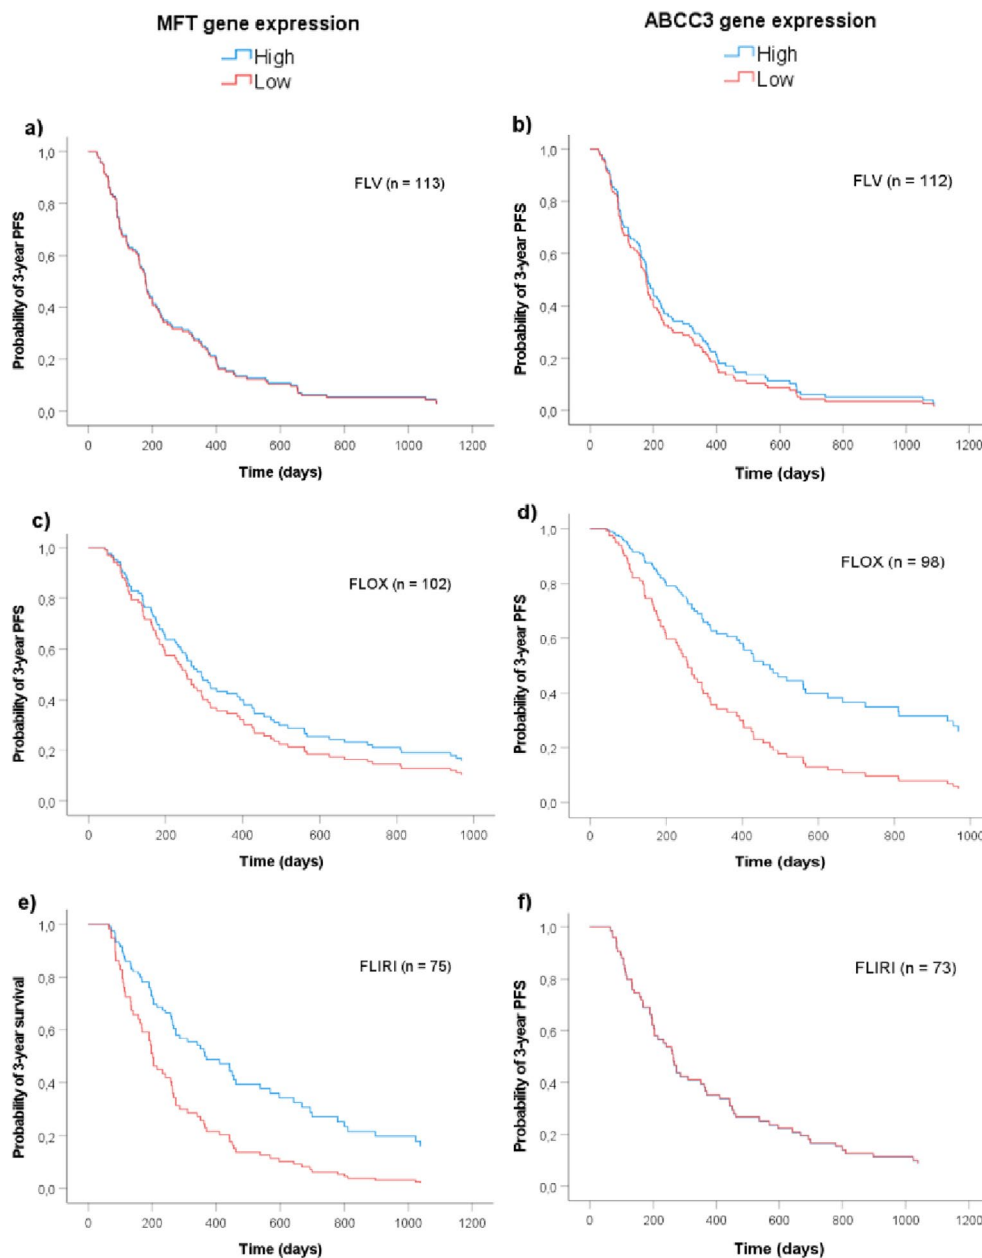 MFT gene expression
High
Low
ABCC3 gene expression
High
Low
a)
FLV (n = 113)
Probability of 3-year PFS
1,0
0,8
0,6
0,4
0,2
0,0
0 200 400 600 800 1000 1200
Time (days)
b)
FLV (n = 112)
Probability of 3-year PFS
1,0
0,8
0,6
0,4
0,2
0,0
0 200 400 600 800 1000 1200
Time (days)
c)
FLOX (n = 102)
Probability of 3-year PFS
1,0
0,8
0,6
0,4
0,2
0,0
0 200 400 600 800 1000
Time (days)
d)
FLOX (n = 98)
Probability of 3-year PFS
1,0
0,8
0,6
0,4
0,2
0,0
0 200 400 600 800 1000
Time (days)
e)
FLIRI (n = 75)
Probability of 3-year survival
1,0
0,8
0,6
0,4
0,2
0,0
0 200 400 600 800 1000 1200
Time (days)
f)
FLIRI (n = 73)
Probability of 3-year PFS
1,0
0,8
0,6
0,4
0,2
0,0
0 200 400 600 800 1000 1200
Time (days)